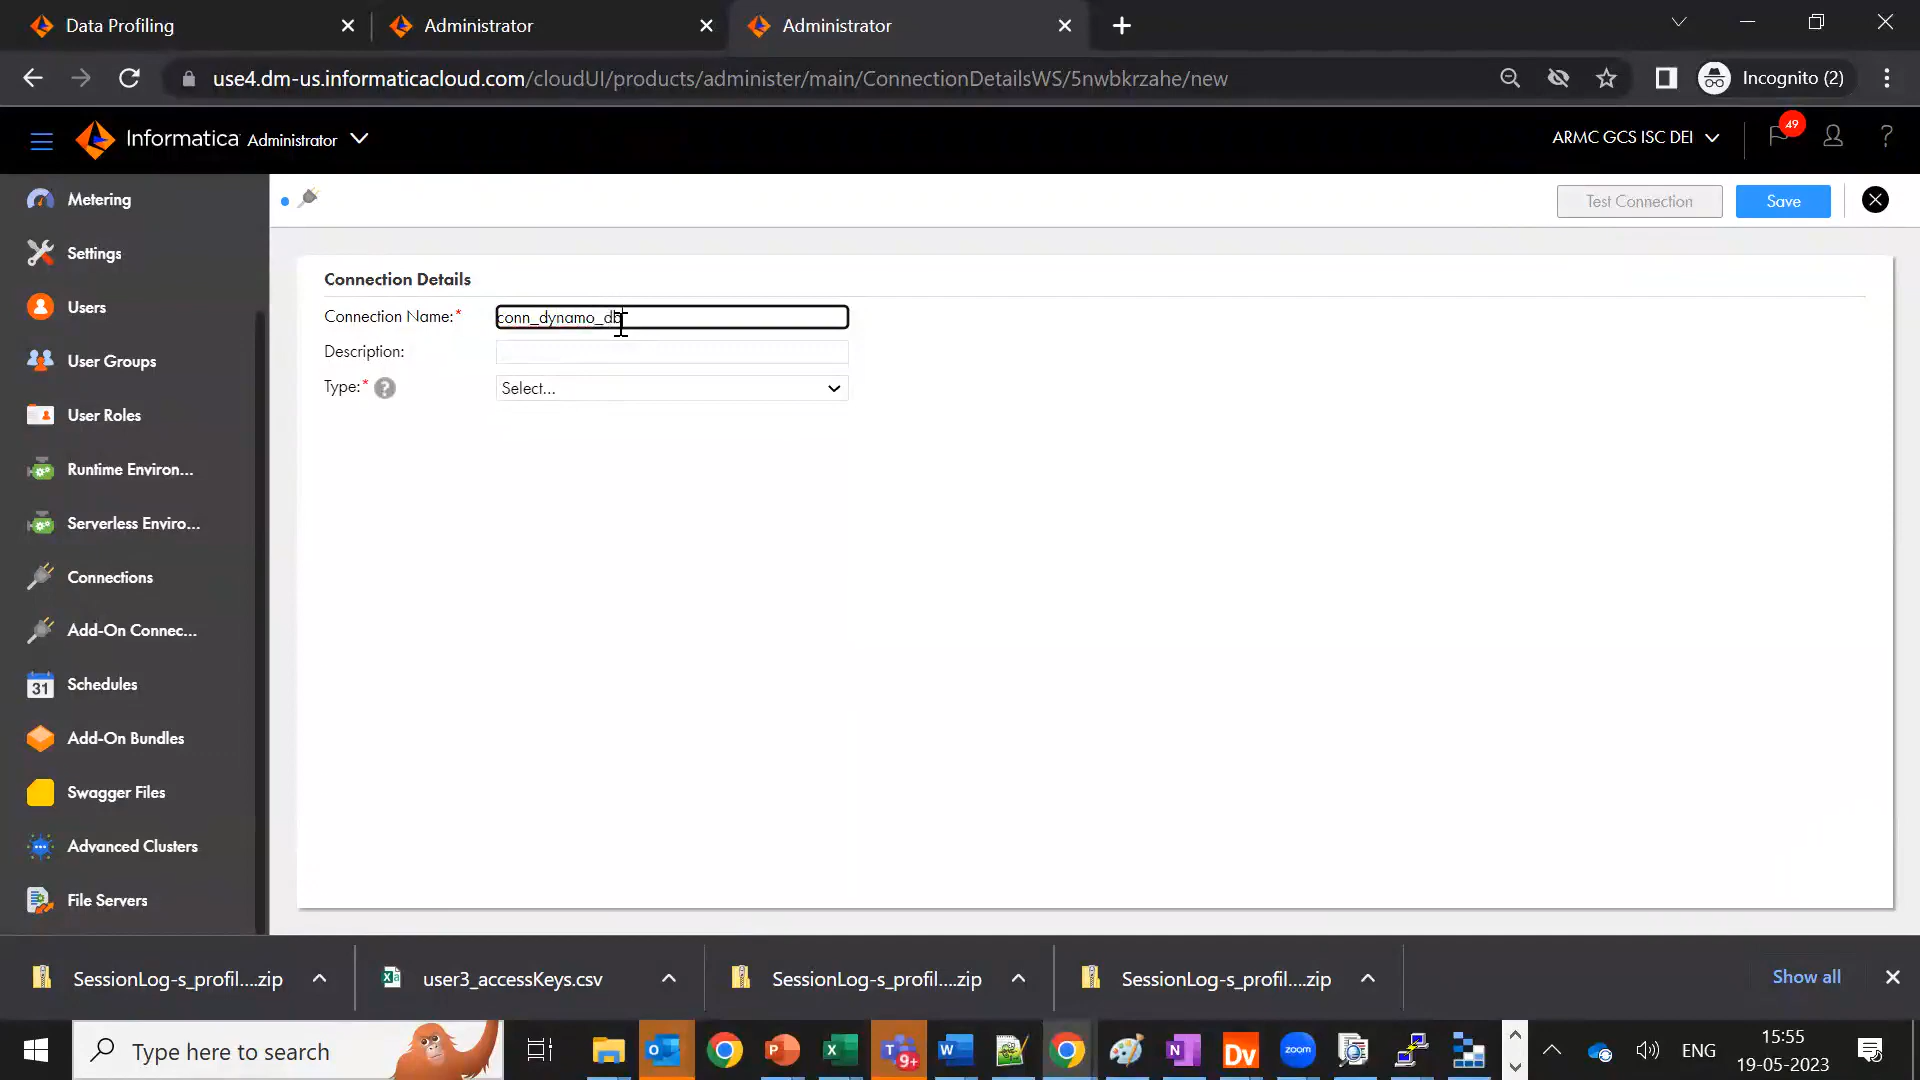 Data Profiling
Administrator
Administrator
use4.dm-us.informaticacloud.com/cloudUI/products/administer/main/ConnectionDetailsWS/5nwbkrzahe/new
Incognito (2)
Informatica Administrator
ARMC GCS ISC DEI
49
?
Metering
Settings
Users
User Groups
User Roles
Runtime Environ...
Serverless Enviro...
Connections
Add-On Connec...
31 Schedules
Add-On Bundles
Swagger Files
Advanced Clusters
File Servers
Test Connection
Save
Connection Details
Connection Name:* conn_dynamo_db
Description:
Type:* ? Select...
SessionLog-s_profil....zip
user3_accessKeys.csv
SessionLog-s_profil....zip
SessionLog-s_profil....zip
Show all
Type here to search
9+
Dv
zoom
ENG
15:55
19-05-2023